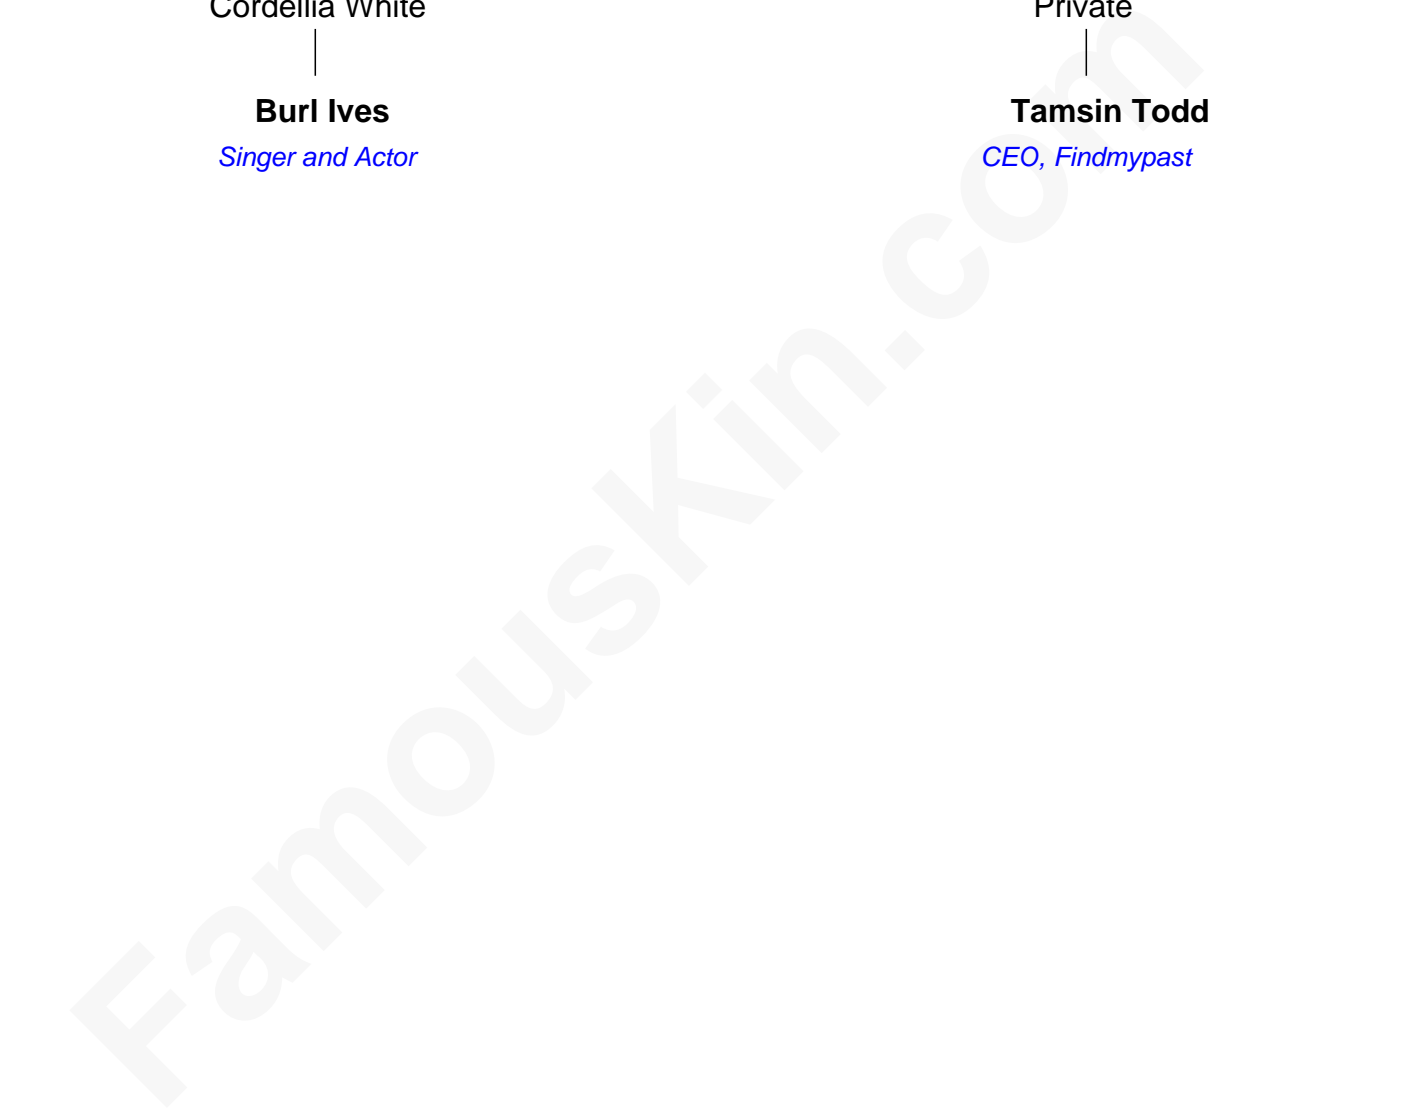 Cordellia White
Private
Burl Ives
Tamsin Todd
Singer and Actor
CEO, Findmypast
FamousKin.com